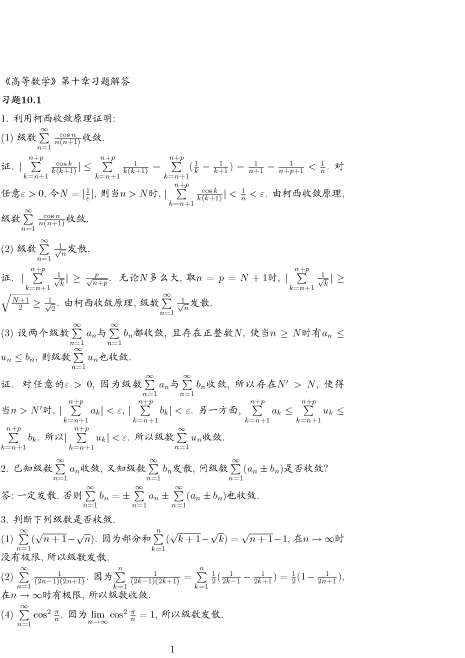 《高等数学》第十章习题解答
习题10.1
1. 利用柯西收敛原理证明:
(1) 级数 $\sum_{n=1}^{\infty} \frac{\cos n}{n(n+1)}$ 收敛.
证. $|\sum_{k=n+1}^{n+p} \frac{\cos k}{k(k+1)}| \leq \sum_{k=n+1}^{n+p} \frac{1}{k(k+1)} = \sum_{k=n+1}^{n+p} (\frac{1}{k} - \frac{1}{k+1}) = \frac{1}{n+1} - \frac{1}{n+p+1} < \frac{1}{n}$. 对
任意 $\varepsilon > 0$, 令 $N = [\frac{1}{\varepsilon}]$, 则当 $n > N$ 时, $|\sum_{k=n+1}^{n+p} \frac{\cos k}{k(k+1)}| < \frac{1}{n} < \varepsilon$. 由柯西收敛原理,
级数 $\sum_{n=1}^{\infty} \frac{\cos n}{n(n+1)}$ 收敛.
(2) 级数 $\sum_{n=1}^{\infty} \frac{1}{\sqrt{n}}$ 发散.
证. $|\sum_{k=n+1}^{n+p} \frac{1}{\sqrt{k}}| \geq \frac{p}{\sqrt{n+p}}$. 无论 $N$ 多么大, 取 $n = p = N + 1$ 时, $|\sum_{k=n+1}^{n+p} \frac{1}{\sqrt{k}}| \geq$
$\sqrt{\frac{N+1}{2}} \geq \frac{1}{\sqrt{2}}$. 由柯西收敛原理, 级数 $\sum_{n=1}^{\infty} \frac{1}{\sqrt{n}}$ 发散.
(3) 设两个级数 $\sum_{n=1}^{\infty} a_n$ 与 $\sum_{n=1}^{\infty} b_n$ 都收敛, 且存在正整数 $N$, 使当 $n \geq N$ 时有 $a_n \leq$
$u_n \leq b_n$, 则级数 $\sum_{n=1}^{\infty} u_n$ 也收敛.
证. 对任意的 $\varepsilon > 0$, 因为级数 $\sum_{n=1}^{\infty} a_n$ 与 $\sum_{n=1}^{\infty} b_n$ 收敛, 所以存在 $N' > N$, 使得
当 $n > N'$ 时, $|\sum_{k=n+1}^{n+p} a_k| < \varepsilon$, $|\sum_{k=n+1}^{n+p} b_k| < \varepsilon$. 另一方面, $\sum_{k=n+1}^{n+p} a_k \leq \sum_{k=n+1}^{n+p} u_k \leq$
$\sum_{k=n+1}^{n+p} b_k$. 所以 $|\sum_{k=n+1}^{n+p} u_k| < \varepsilon$. 所以级数 $\sum_{n=1}^{\infty} u_n$ 收敛.
2. 已知级数 $\sum_{n=1}^{\infty} a_n$ 收敛, 又知级数 $\sum_{n=1}^{\infty} b_n$ 发散, 问级数 $\sum_{n=1}^{\infty} (a_n \pm b_n)$ 是否收敛?
答: 一定发散. 否则 $\sum_{n=1}^{\infty} b_n = \pm \sum_{n=1}^{\infty} a_n \pm \sum_{n=1}^{\infty} (a_n \pm b_n)$ 也收敛.
3. 判断下列级数是否收敛.
(1) $\sum_{n=1}^{\infty} (\sqrt{n+1} - \sqrt{n})$. 因为部分和 $\sum_{k=1}^{n} (\sqrt{k+1} - \sqrt{k}) = \sqrt{n+1} - 1$, 在 $n \to \infty$ 时
没有极限, 所以级数发散.
(2) $\sum_{n=1}^{\infty} \frac{1}{(2n-1)(2n+1)}$. 因为 $\sum_{k=1}^{n} \frac{1}{(2k-1)(2k+1)} = \sum_{k=1}^{n} \frac{1}{2} (\frac{1}{2k-1} - \frac{1}{2k+1}) = \frac{1}{2} (1 - \frac{1}{2n+1})$,
在 $n \to \infty$ 时有极限, 所以级数收敛.
(4) $\sum_{n=1}^{\infty} \cos^2 \frac{\pi}{n}$. 因为 $\lim_{n \to \infty} \cos^2 \frac{\pi}{n} = 1$, 所以级数发散.
1